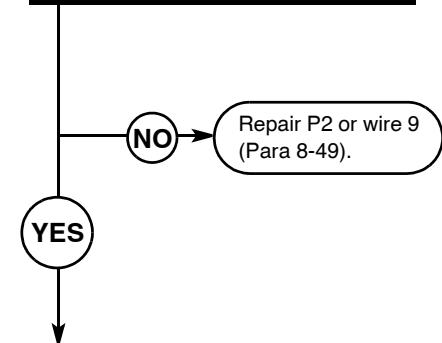 NO
Repair P2 or wire 9
(Para 8-49).
YES